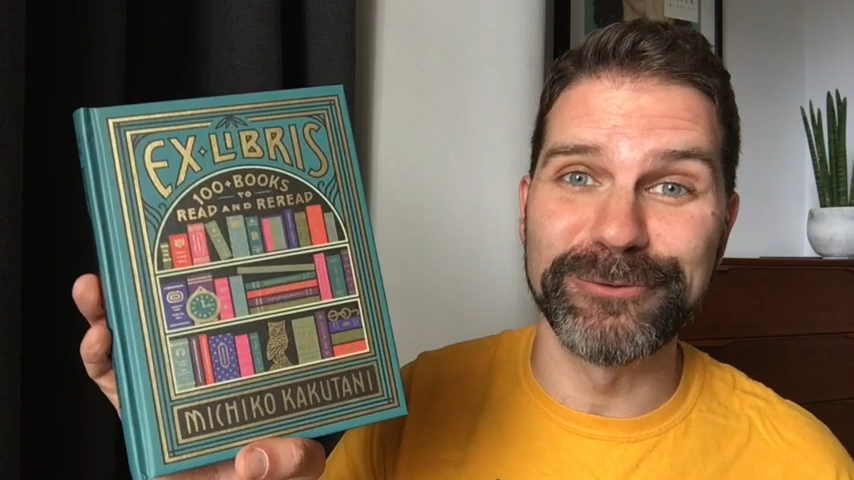 EX•LIBRIS
100+ BOOKS
TO
READ AND REREAD
MICHIKO KAKUTANI